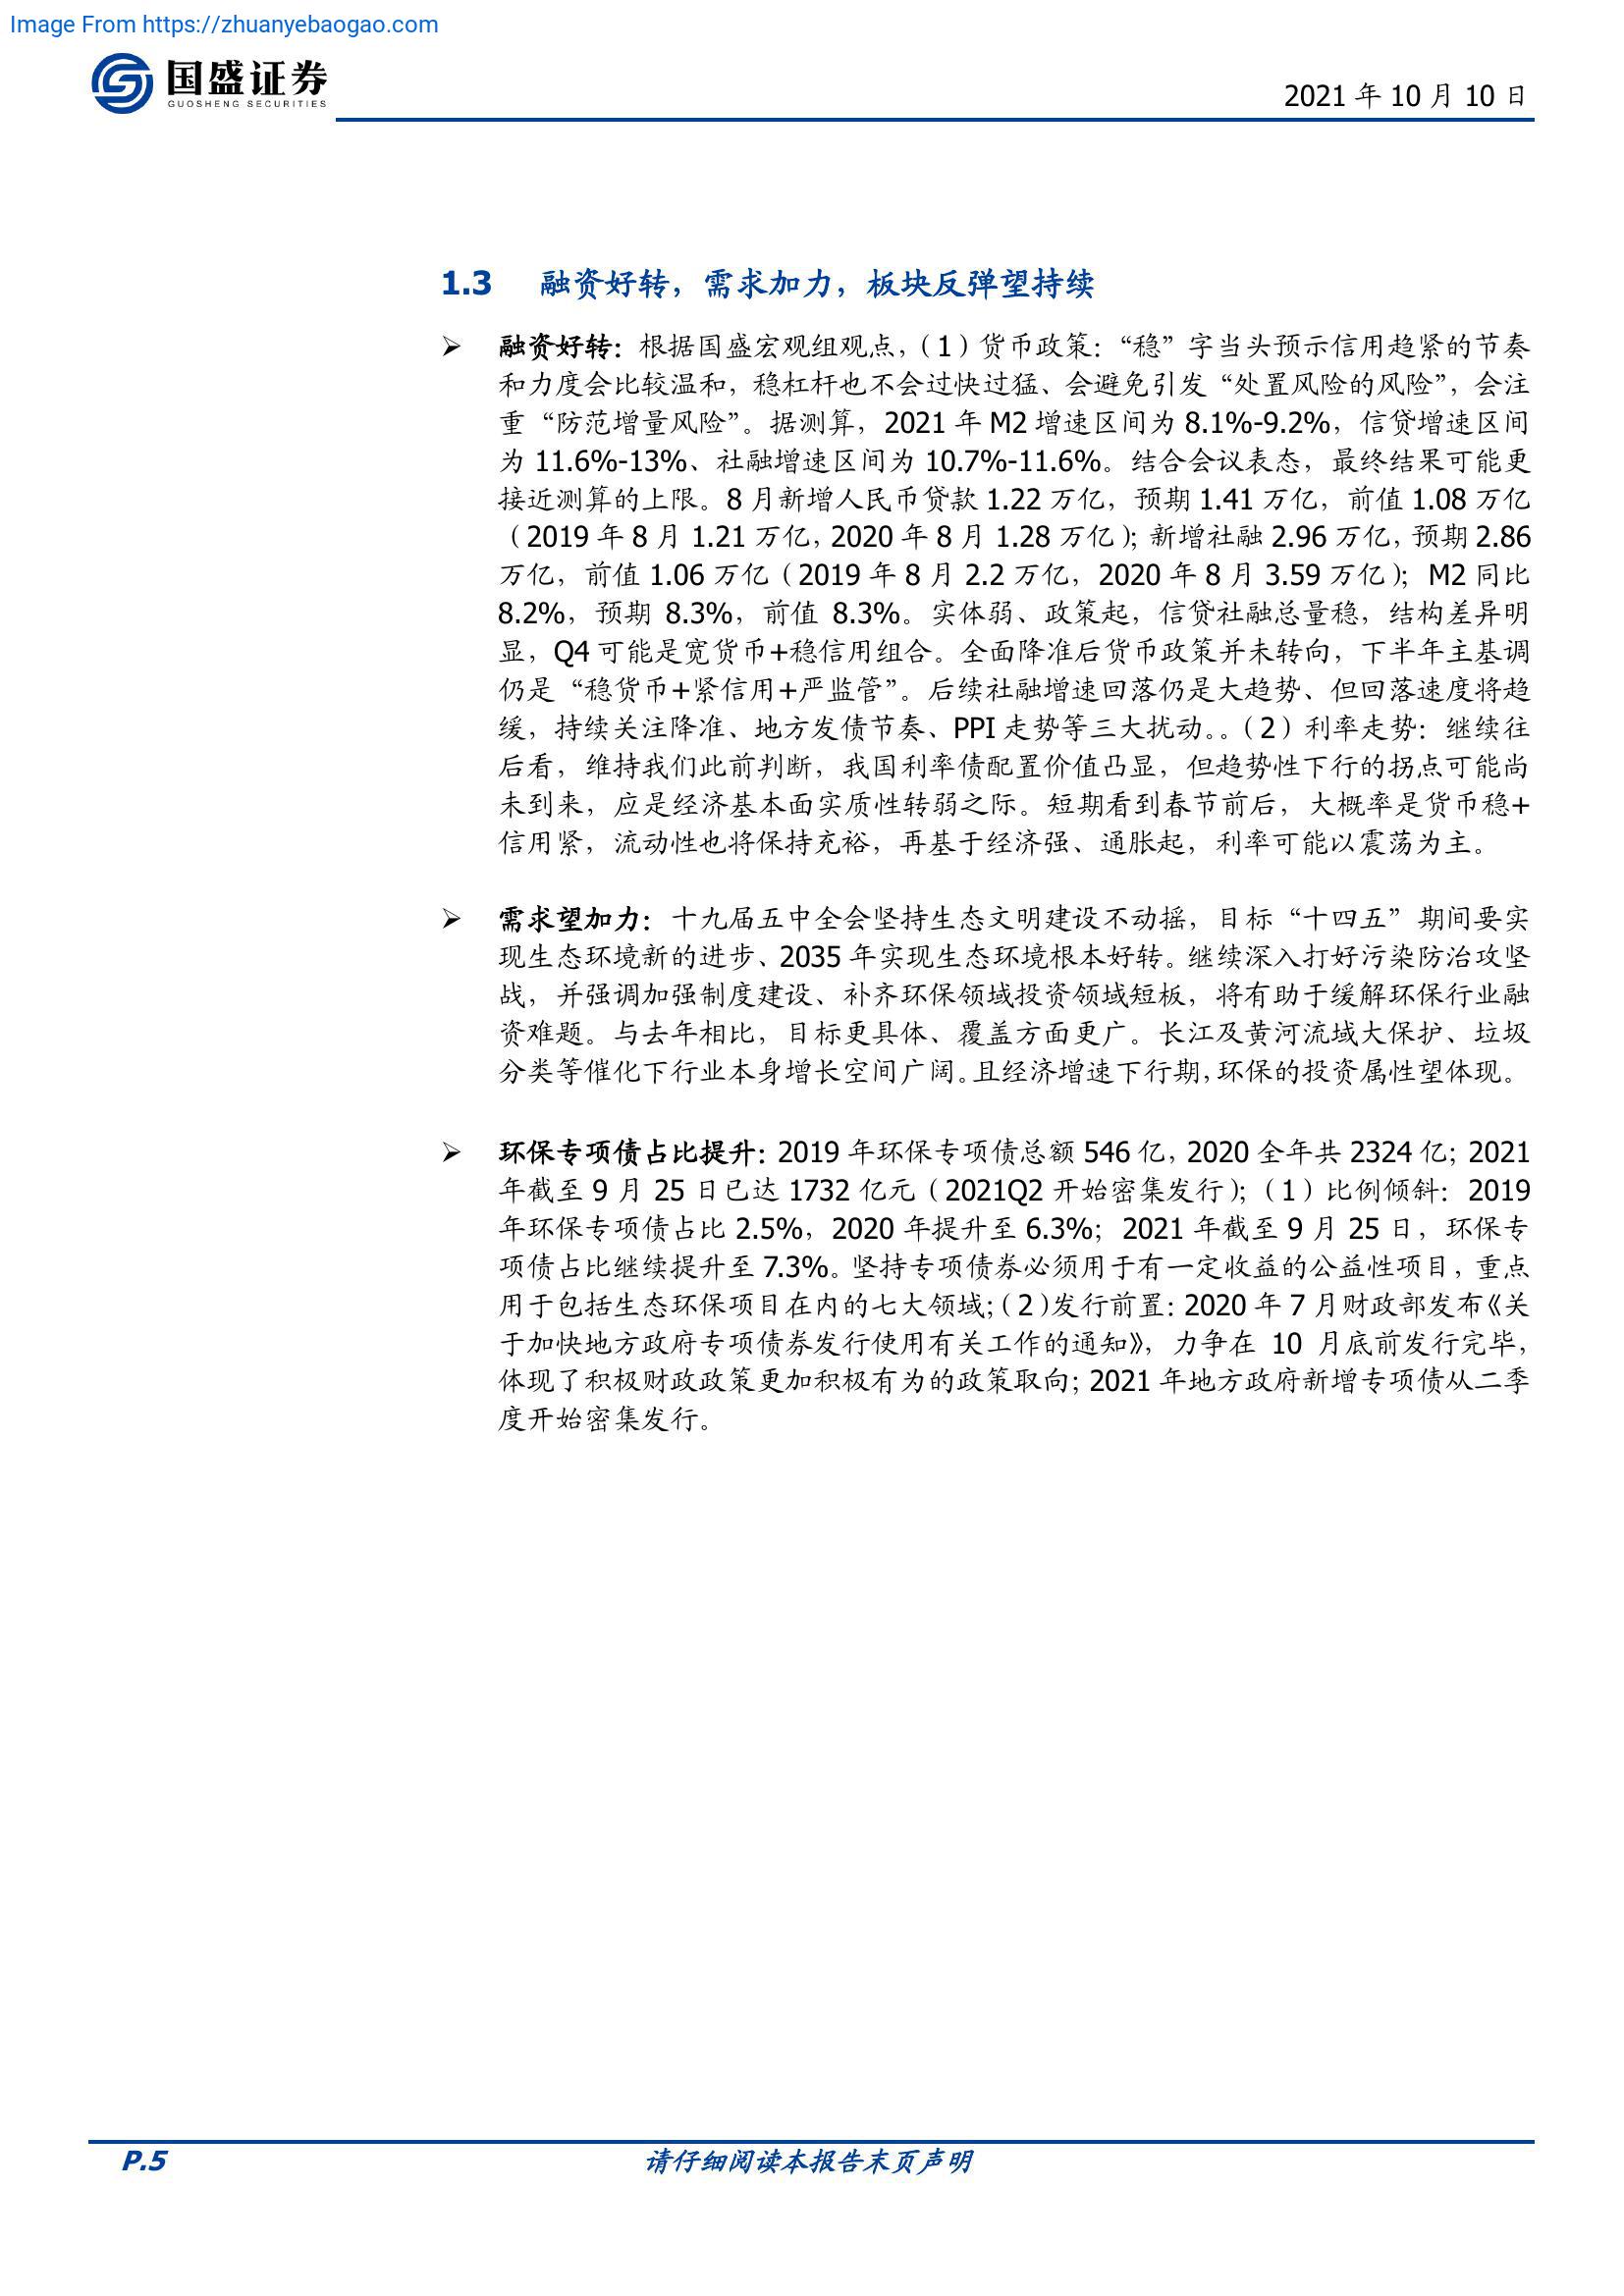 Image From https://zhuanyebaogao.com
国盛证券
GUOSHENG SECURITIES
2021 年 10 月 10 日
1.3 融资好转，需求加力，板块反弹望持续
➢ 融资好转：根据国盛宏观组观点，（1）货币政策：“稳”字当头预示信用趋紧的节奏
和力度会比较温和，稳杠杆也不会过快过猛、会避免引发“处置风险的风险”，会注
重“防范增量风险”。据测算，2021 年 M2 增速区间为 8.1%-9.2%，信贷增速区间
为 11.6%-13%、社融增速区间为 10.7%-11.6%。结合会议表态，最终结果可能更
接近测算的上限。8 月新增人民币贷款 1.22 万亿，预期 1.41 万亿，前值 1.08 万亿
（2019 年 8 月 1.21 万亿，2020 年 8 月 1.28 万亿）；新增社融 2.96 万亿，预期 2.86
万亿，前值 1.06 万亿（2019 年 8 月 2.2 万亿，2020 年 8 月 3.59 万亿）；M2 同比
8.2%，预期 8.3%，前值 8.3%。实体弱、政策起，信贷社融总量稳，结构差异明
显，Q4 可能是宽货币+稳信用组合。全面降准后货币政策并未转向，下半年主基调
仍是“稳货币+紧信用+严监管”。后续社融增速回落仍是大趋势、但回落速度将趋
缓，持续关注降准、地方发债节奏、PPI 走势等三大扰动。。（2）利率走势：继续往
后看，维持我们此前判断，我国利率债配置价值凸显，但趋势性下行的拐点可能尚
未到来，应是经济基本面实质性转弱之际。短期看到春节前后，大概率是货币稳+
信用紧，流动性也将保持充裕，再基于经济强、通胀起，利率可能以震荡为主。
➢ 需求望加力：十九届五中全会坚持生态文明建设不动摇，目标“十四五”期间要实
现生态环境新的进步、2035 年实现生态环境根本好转。继续深入打好污染防治攻坚
战，并强调加强制度建设、补齐环保领域投资领域短板，将有助于缓解环保行业融
资难题。与去年相比，目标更具体、覆盖方面更广。长江及黄河流域大保护、垃圾
分类等催化下行业本身增长空间广阔。且经济增速下行期，环保的投资属性望体现。
➢ 环保专项债占比提升：2019 年环保专项债总额 546 亿，2020 全年共 2324 亿；2021
年截至 9 月 25 日已达 1732 亿元（2021Q2 开始密集发行）；（1）比例倾斜：2019
年环保专项债占比 2.5%，2020 年提升至 6.3%；2021 年截至 9 月 25 日，环保专
项债占比继续提升至 7.3%。坚持专项债券必须用于有一定收益的公益性项目，重点
用于包括生态环保项目在内的七大领域；（2）发行前置：2020 年 7 月财政部发布《关
于加快地方政府专项债券发行使用有关工作的通知》，力争在 10 月底前发行完毕，
体现了积极财政政策更加积极有为的政策取向；2021 年地方政府新增专项债从二季
度开始密集发行。
P.5 请仔细阅读本报告末页声明